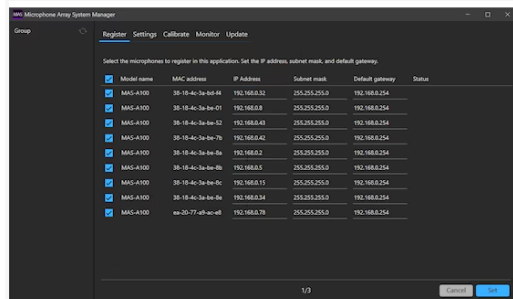 MAS Microphone Array System Manager
Group
Register Settings Calibrate Monitor Update
Select the microphones to register in this application. Set the IP address, subnet mask, and default gateway.
Model name MAC address IP Address Subnet mask Default gateway Status
MAS-A100 38-18-4c-3a-bd-f4 192.168.0.32 255.255.255.0 192.168.0.254
MAS-A100 38-18-4c-3a-be-01 192.168.0.8 255.255.255.0 192.168.0.254
MAS-A100 38-18-4c-3a-be-52 192.168.0.43 255.255.255.0 192.168.0.254
MAS-A100 38-18-4c-3a-be-7b 192.168.0.42 255.255.255.0 192.168.0.254
MAS-A100 38-18-4c-3a-be-8a 192.168.0.2 255.255.255.0 192.168.0.254
MAS-A100 38-18-4c-3a-be-8b 192.168.0.5 255.255.255.0 192.168.0.254
MAS-A100 38-18-4c-3a-be-8c 192.168.0.15 255.255.255.0 192.168.0.254
MAS-A100 38-18-4c-3a-be-8e 192.168.0.34 255.255.255.0 192.168.0.254
MAS-A100 ea-20-77-a9-ac-e8 192.168.0.78 255.255.255.0 192.168.0.254
1/3
Cancel Set